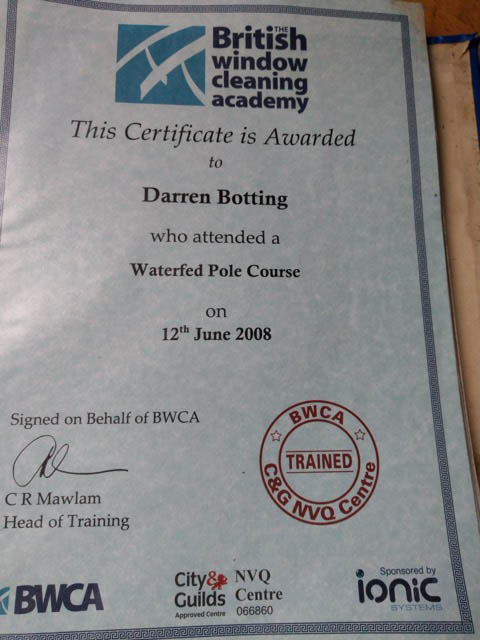 THE
British
window
cleaning
academy
This Certificate is Awarded
to
Darren Botting
who attended a
Waterfed Pole Course
on
12th June 2008
Signed on Behalf of BWCA
C R Mawlam
Head of Training
BWCA
TRAINED
C&G NVQ Centre
BWCA
City& Guilds
Approved Centre
NVQ
Centre
066860
Sponsored by
ionic
SYSTEMS